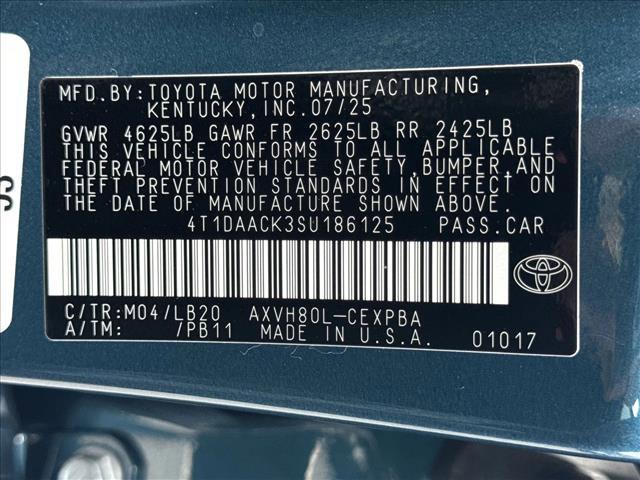 MFD.BY:TOYOTA MOTOR MANUFACTURING,
KENTUCKY,INC.07/25
GVWR 4625LB GAWR FR 2625LB RR 2425LB
THIS VEHICLE CONFORMS TO ALL APPLICABLE
FEDERAL MOTOR VEHICLE SAFETY,BUMPER,AND
THEFT PREVENTION STANDARDS IN EFFECT ON
THE DATE OF MANUFACTURE SHOWN ABOVE.
4T1DAACK3SU186125 PASS.CAR
C/TR:M04/LB20 AXVH80L-CEXPBA
A/TM: /PB11 MADE IN U.S.A. 01017